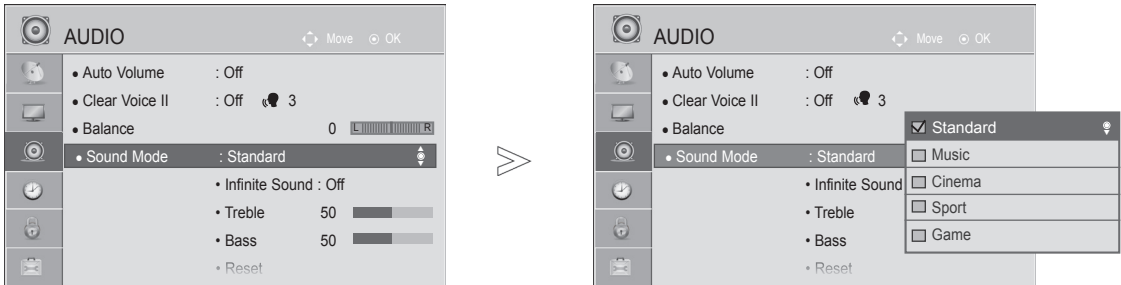 AUDIO Move OK
• Auto Volume : Off
• Clear Voice II : Off 3
• Balance 0 L R
• Sound Mode : Standard
• Infinite Sound : Off
• Treble 50
• Bass 50
• Reset
AUDIO Move OK
• Auto Volume : Off
• Clear Voice II : Off 3
• Balance
• Sound Mode : Standard
• Infinite Sound
• Treble
• Bass
• Reset
Standard
Music
Cinema
Sport
Game